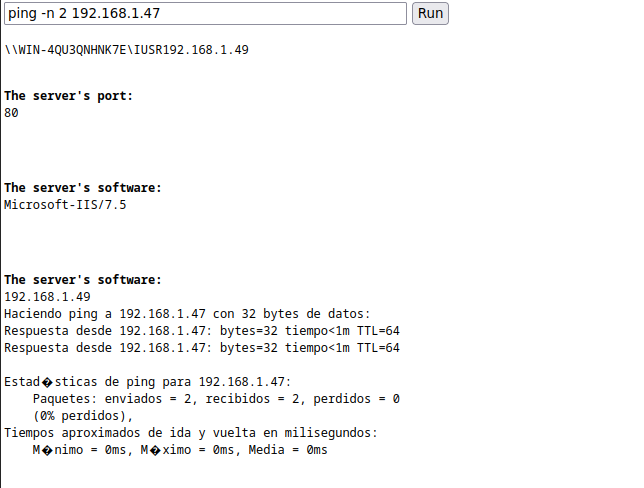 ping -n 2 192.168.1.47
Run
\\WIN-4QU3QNHNK7E\IUSR192.168.1.49
The server's port:
80
The server's software:
Microsoft-IIS/7.5
The server's software:
192.168.1.49
Haciendo ping a 192.168.1.47 con 32 bytes de datos:
Respuesta desde 192.168.1.47: bytes=32 tiempo<1m TTL=64
Respuesta desde 192.168.1.47: bytes=32 tiempo<1m TTL=64
Estad�sticas de ping para 192.168.1.47:
Paquetes: enviados = 2, recibidos = 2, perdidos = 0
(0% perdidos),
Tiempos aproximados de ida y vuelta en milisegundos:
M�nimo = 0ms, M�ximo = 0ms, Media = 0ms